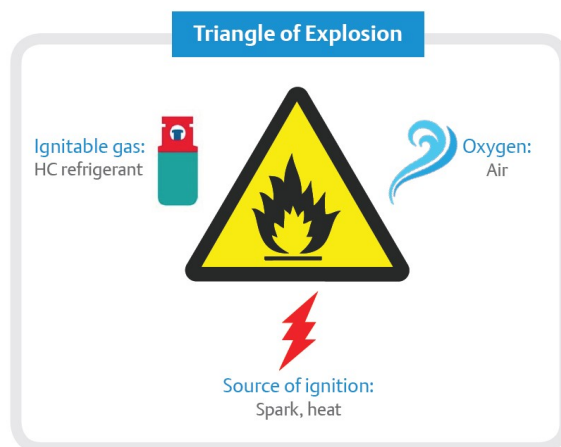 Triangle of Explosion
Ignitable gas:
HC refrigerant
Oxygen:
Air
Source of ignition:
Spark, heat